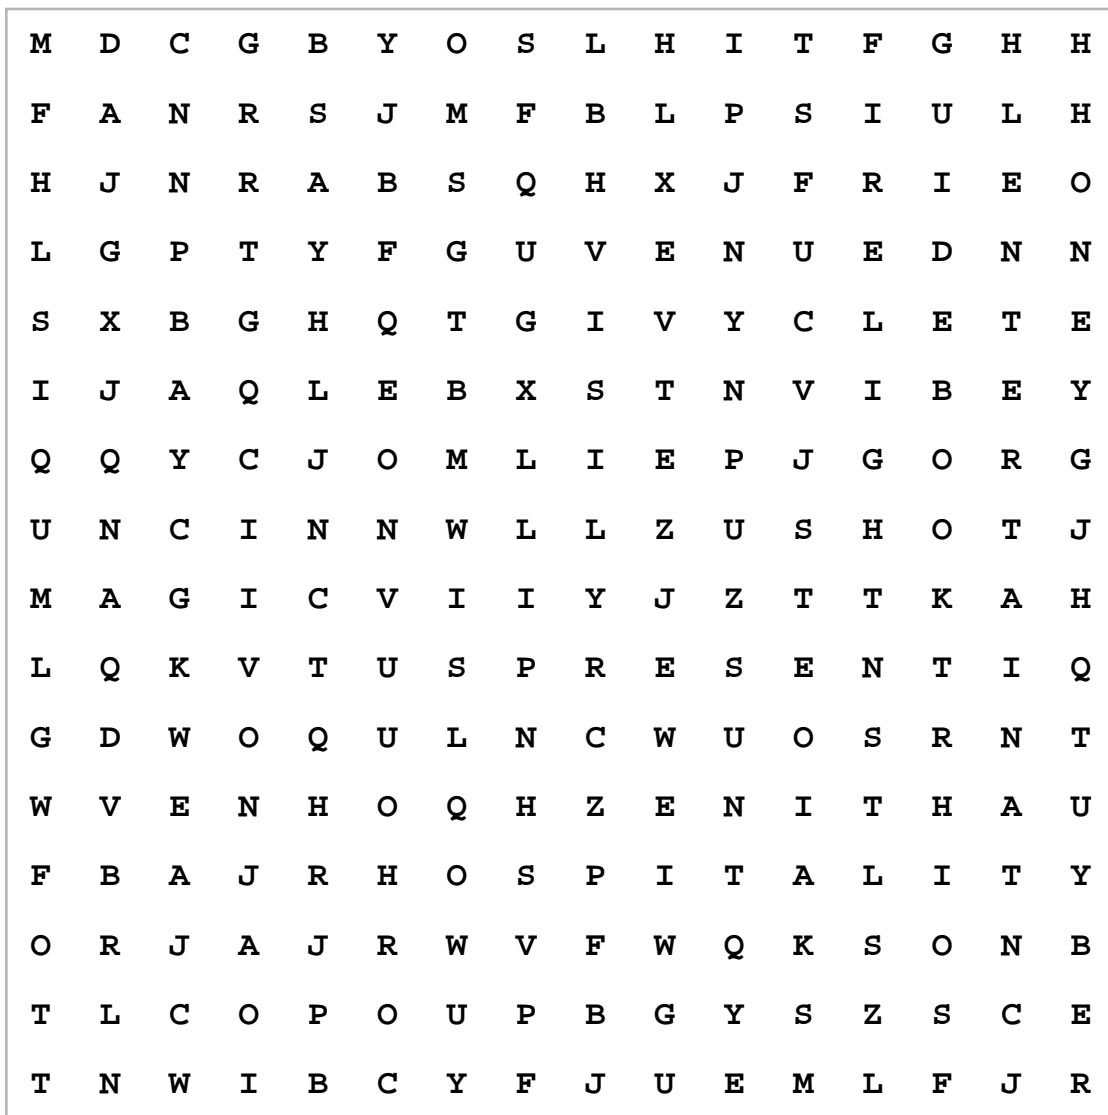 M D C G B Y O S L H I T F G H H
F A N R S J M F B L P S I U L H
H J N R A B S Q H X J F R I E O
L G P T Y F G U V E N U E D N N
S X B G H Q T G I V Y C L E T E
I J A Q L E B X S T N V I B E Y
Q Q Y C J O M L I E P J G O R G
U N C I N N W L L Z U S H O T J
M A G I C V I I Y J Z T T K A H
L Q K V T U S P R E S E N T I Q
G D W O Q U L N C W U O S R N T
W V E N H O Q H Z E N I T H A U
F B A J R H O S P I T A L I T Y
O R J A J R W V F W Q K S O N B
T L C O P O U P B G Y S Z S C E
T N W I B C Y F J U E M L F J R